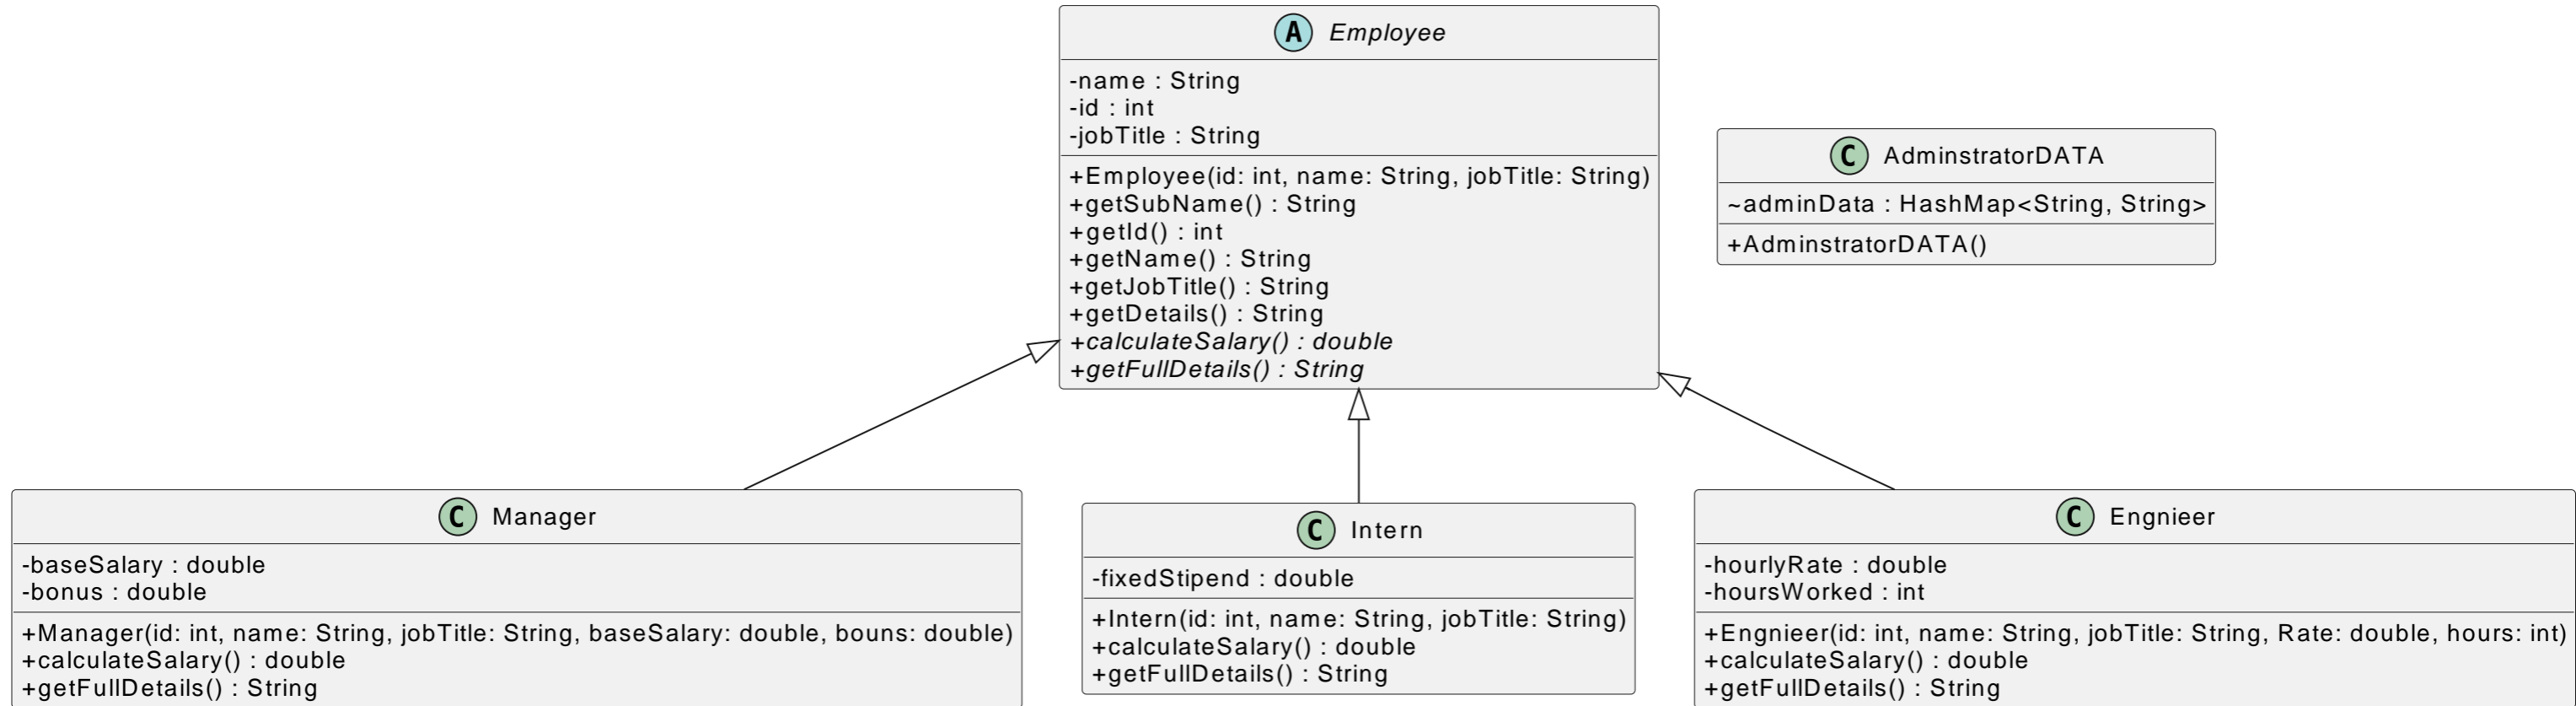 A Employee
-name : String
-id : int
-jobTitle : String
+Employee(id: int, name: String, jobTitle: String)
+getSubName() : String
+getId() : int
+getName() : String
+getJobTitle() : String
+getDetails() : String
+calculateSalary() : double
+getFullDetails() : String
C AdminstratorDATA
~adminData : HashMap<String, String>
+AdminstratorDATA()
C Manager
-baseSalary : double
-bonus : double
+Manager(id: int, name: String, jobTitle: String, baseSalary: double, bouns: double)
+calculateSalary() : double
+getFullDetails() : String
C Intern
-fixedStipend : double
+Intern(id: int, name: String, jobTitle: String)
+calculateSalary() : double
+getFullDetails() : String
C Engnieer
-hourlyRate : double
-hoursWorked : int
+Engnieer(id: int, name: String, jobTitle: String, Rate: double, hours: int)
+calculateSalary() : double
+getFullDetails() : String